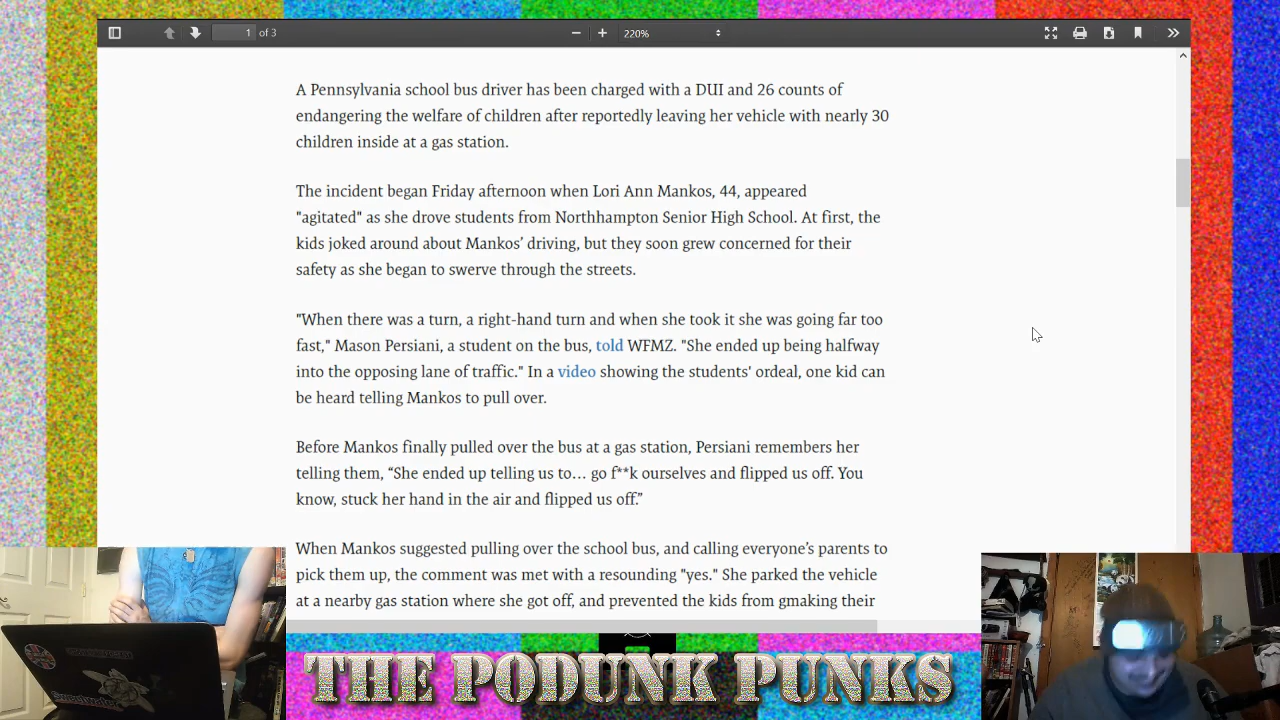 1 of 3
220%
A Pennsylvania school bus driver has been charged with a DUI and 26 counts of
endangering the welfare of children after reportedly leaving her vehicle with nearly 30
children inside at a gas station.
The incident began Friday afternoon when Lori Ann Mankos, 44, appeared
"agitated" as she drove students from Northhampton Senior High School. At first, the
kids joked around about Mankos’ driving, but they soon grew concerned for their
safety as she began to swerve through the streets.
"When there was a turn, a right-hand turn and when she took it she was going far too
fast," Mason Persiani, a student on the bus, told WFMZ. "She ended up being halfway
into the opposing lane of traffic." In a video showing the students' ordeal, one kid can
be heard telling Mankos to pull over.
Before Mankos finally pulled over the bus at a gas station, Persiani remembers her
telling them, “She ended up telling us to… go f**k ourselves and flipped us off. You
know, stuck her hand in the air and flipped us off.”
When Mankos suggested pulling over the school bus, and calling everyone’s parents to
pick them up, the comment was met with a resounding "yes." She parked the vehicle
at a nearby gas station where she got off, and prevented the kids from gmaking their
Sweetwater
THE PODUNK PUNKS